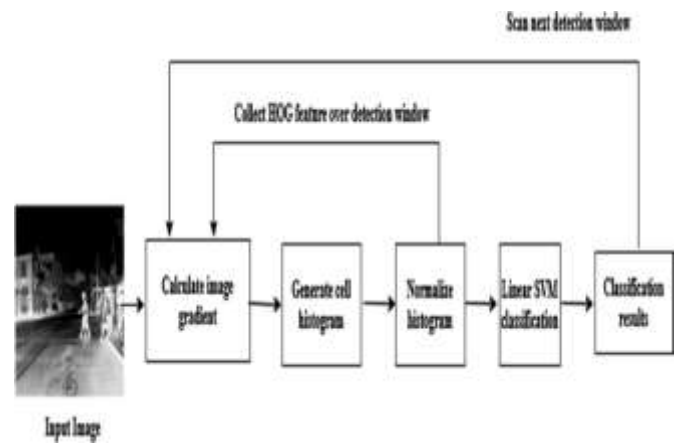 Scan next detection window
Collect HOG feature over detection window
Calculate image
gradient
Generate cell
histogram
Normalize
histogram
Linear SVM
classification
Classification
results
Input Image